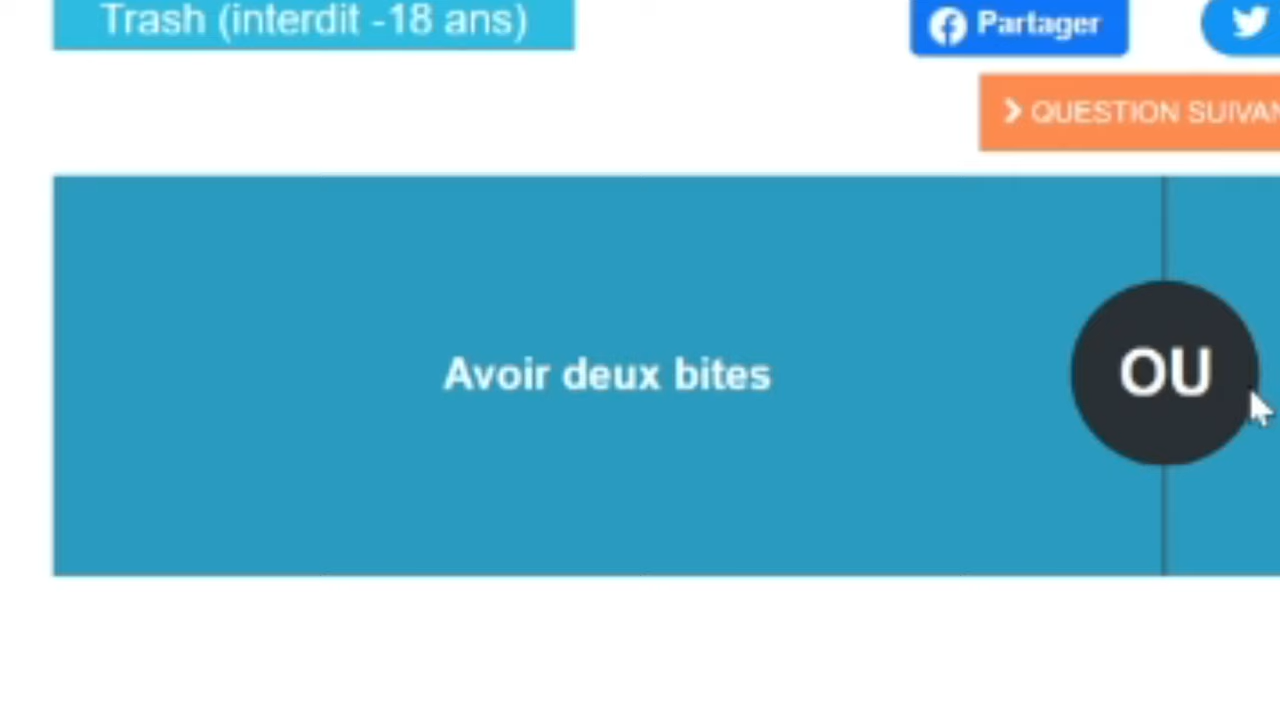 Trash (interdit -18 ans)
Partager
QUESTION SUIVAN
Avoir deux bites
OU